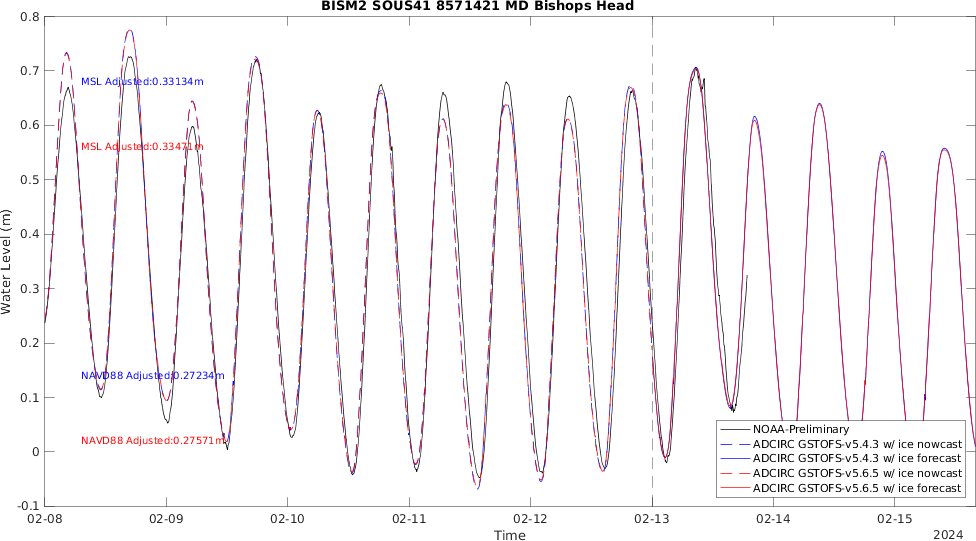 BISM2 SOUS41 8571421 MD Bishops Head
0.8
0.7
0.6
0.5
0.4
0.3
0.2
0.1
0
-0.1
Water Level (m)
MSL Adjusted:0.33134m
MSL Adjusted:0.33471m
NAVD88 Adjusted:0.27234m
NAVD88 Adjusted:0.27571m
NOAA-Preliminary
ADCIRC GSTOFS-v5.4.3 w/ ice nowcast
ADCIRC GSTOFS-v5.4.3 w/ ice forecast
ADCIRC GSTOFS-v5.6.5 w/ ice nowcast
ADCIRC GSTOFS-v5.6.5 w/ ice forecast
02-08 02-09 02-10 02-11 02-12 02-13 02-14 02-15
Time
2024